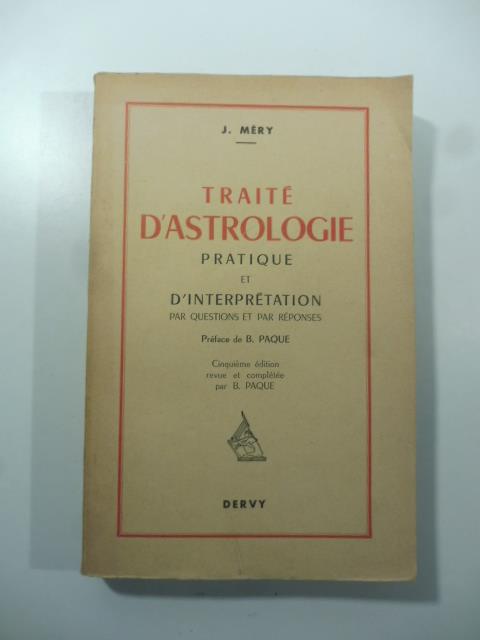 J. MÉRY
TRAITÉ
D'ASTROLOGIE
PRATIQUE
ET
D'INTERPRÉTATION
PAR QUESTIONS ET PAR RÉPONSES
Préface de B. PAQUE
Cinquième édition
revue et complétée
par B. PAQUE
DERVY